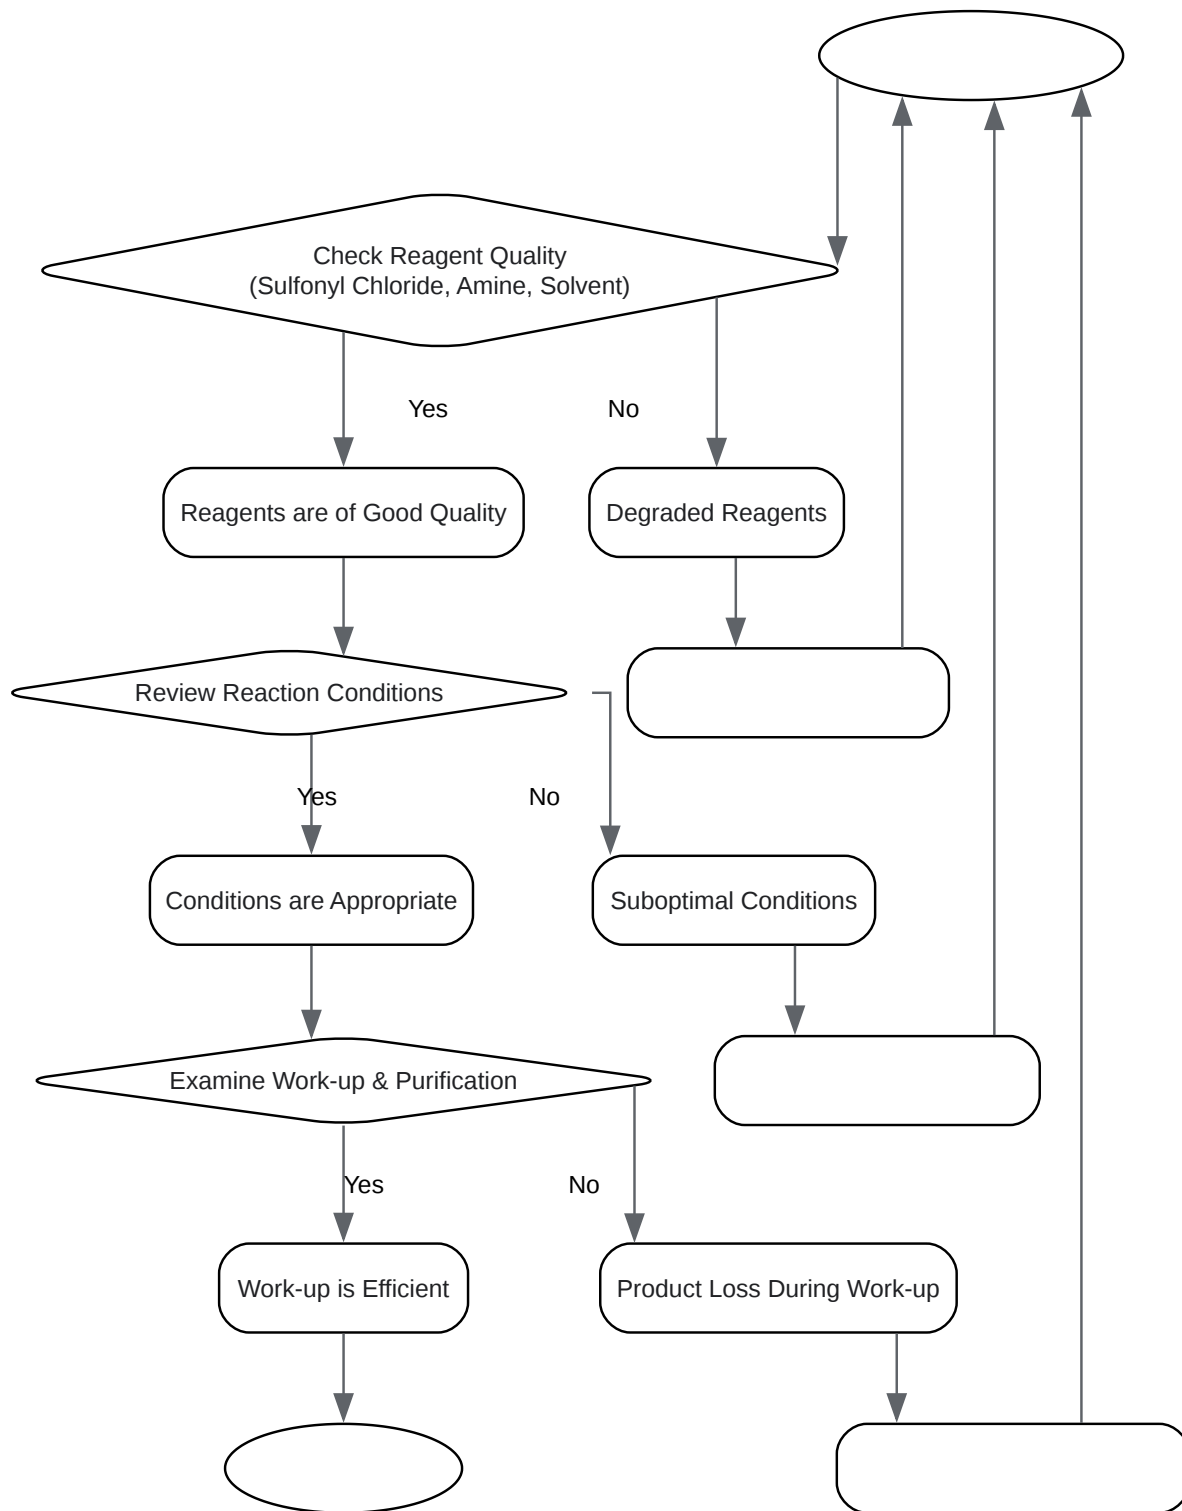 Check Reagent Quality
(Sulfonyl Chloride, Amine, Solvent)
Yes
No
Reagents are of Good Quality
Degraded Reagents
Review Reaction Conditions
Yes
No
Conditions are Appropriate
Suboptimal Conditions
Examine Work-up & Purification
Yes
No
Work-up is Efficient
Product Loss During Work-up